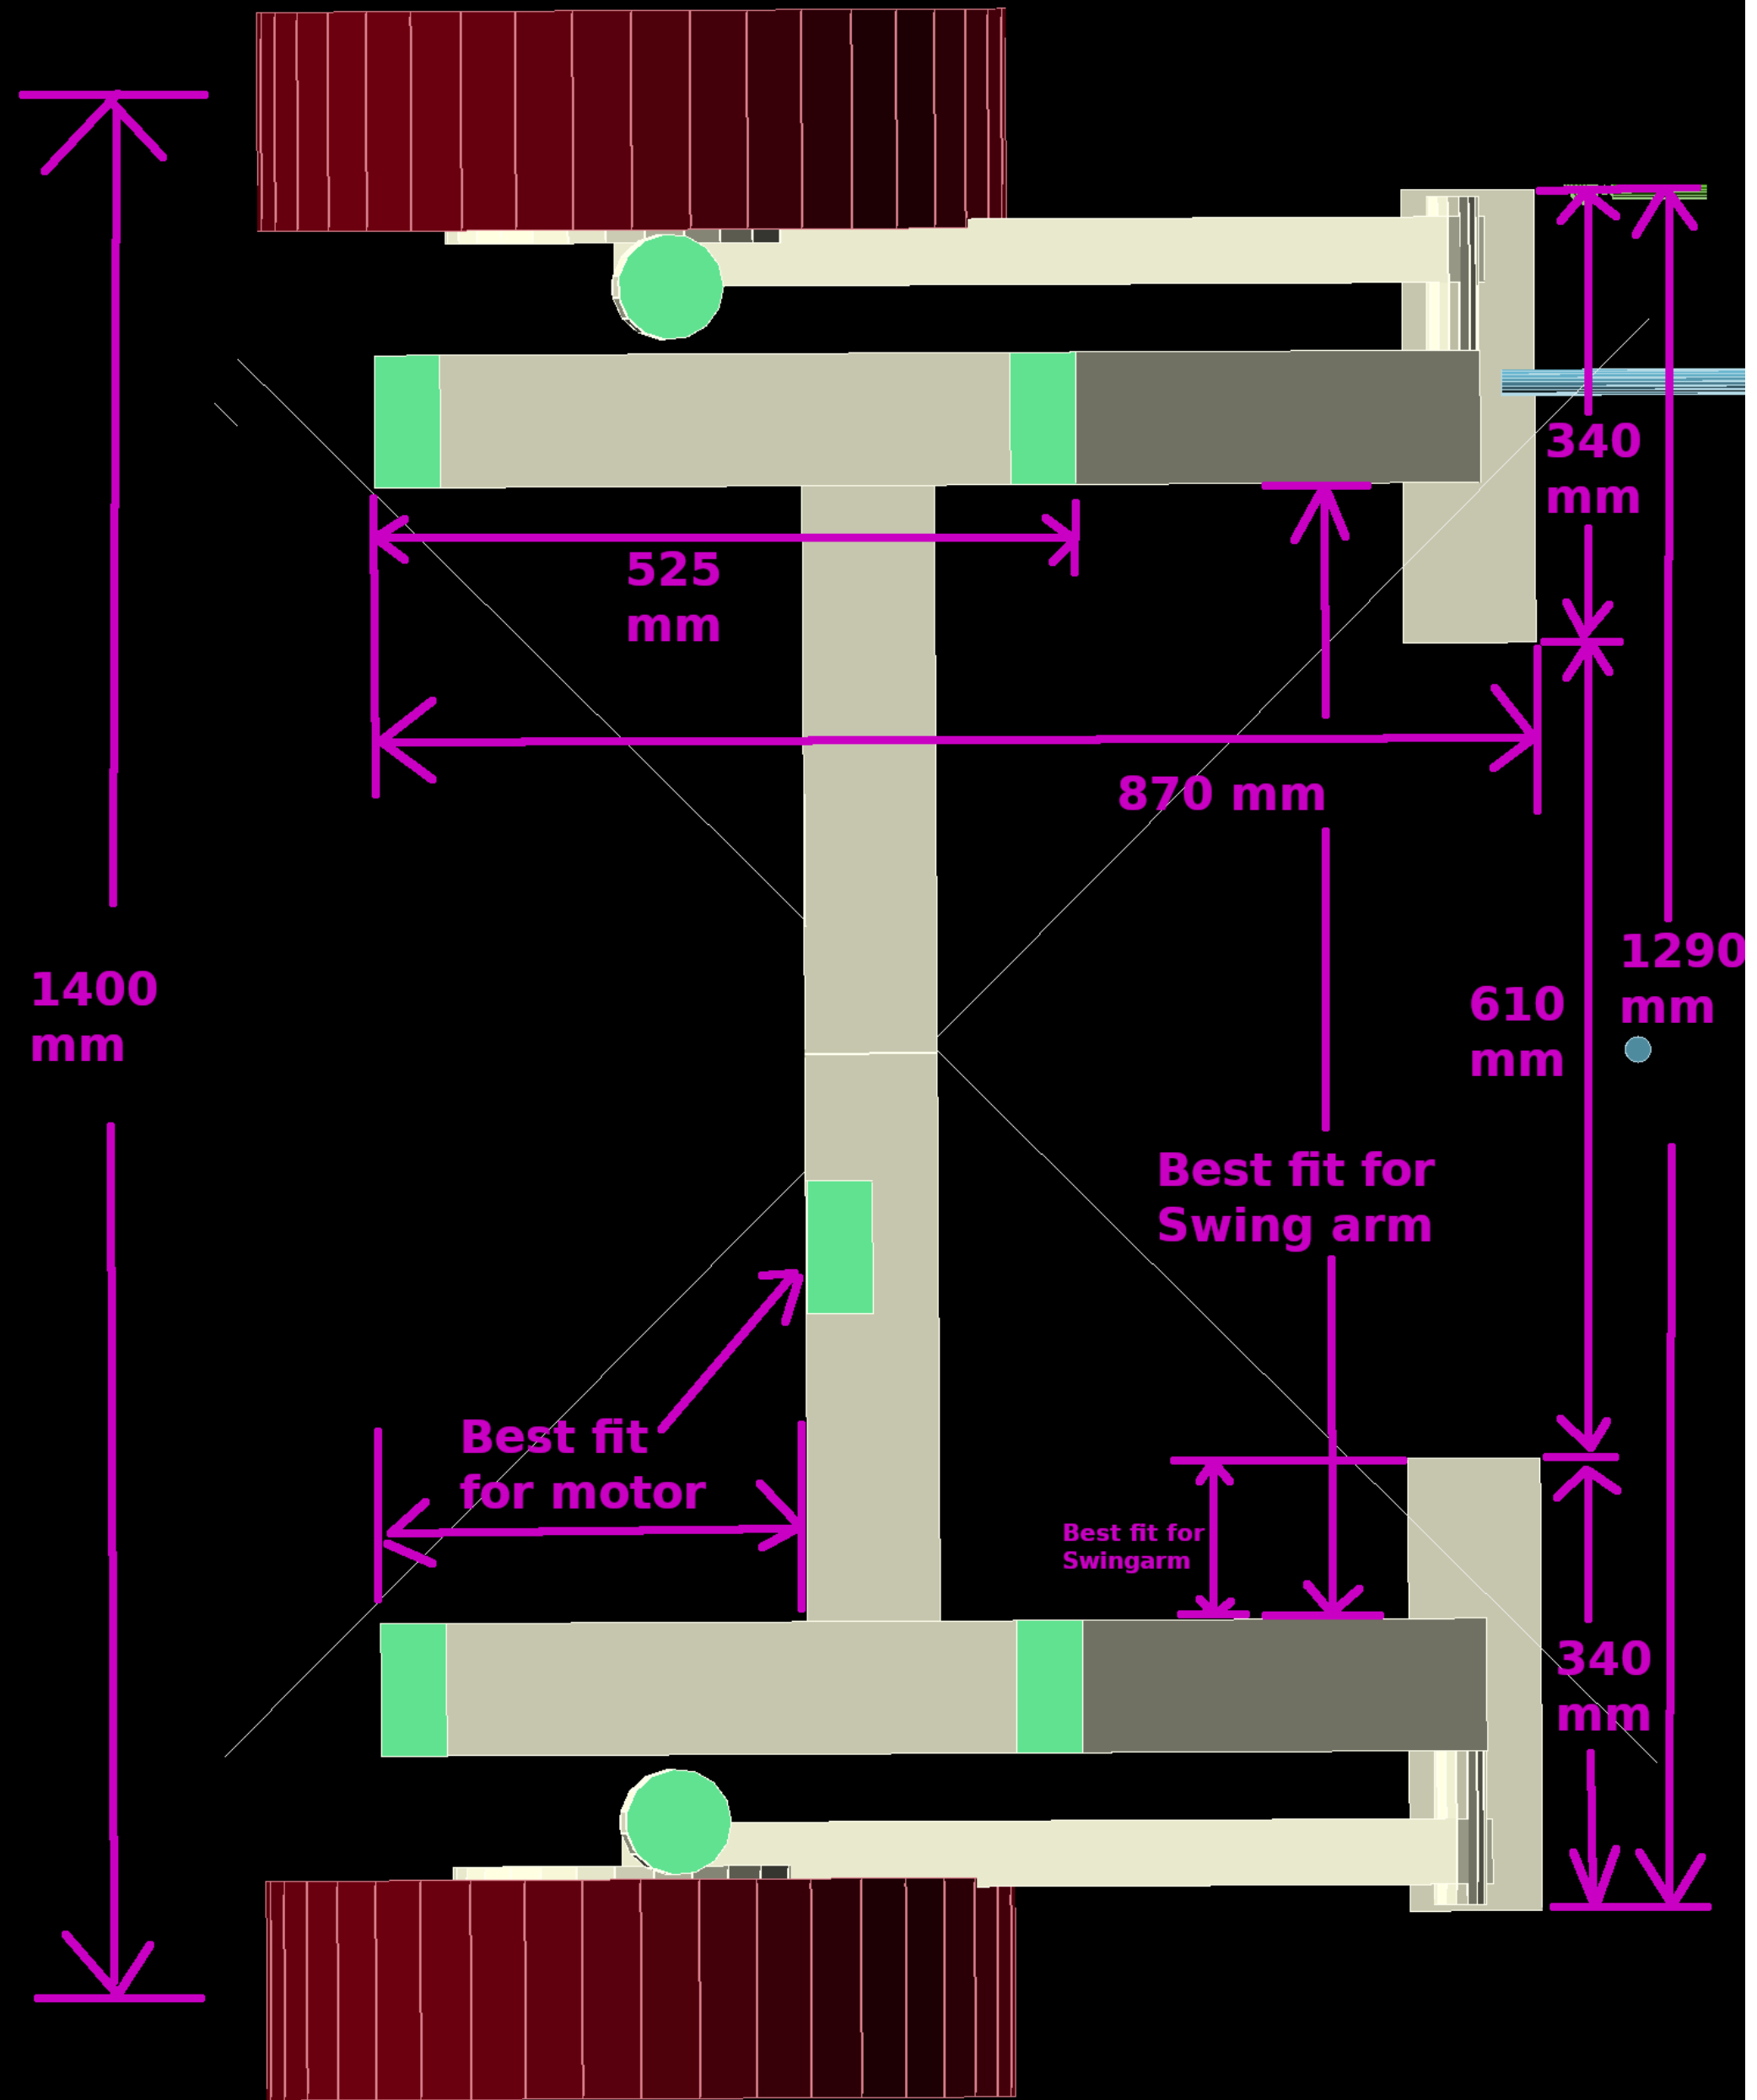 340
mm
525
mm
870 mm
1400
mm
1290
mm
610
mm
Best fit for
Swing arm
Best fit
for motor
Best fit for
Swingarm
340
mm